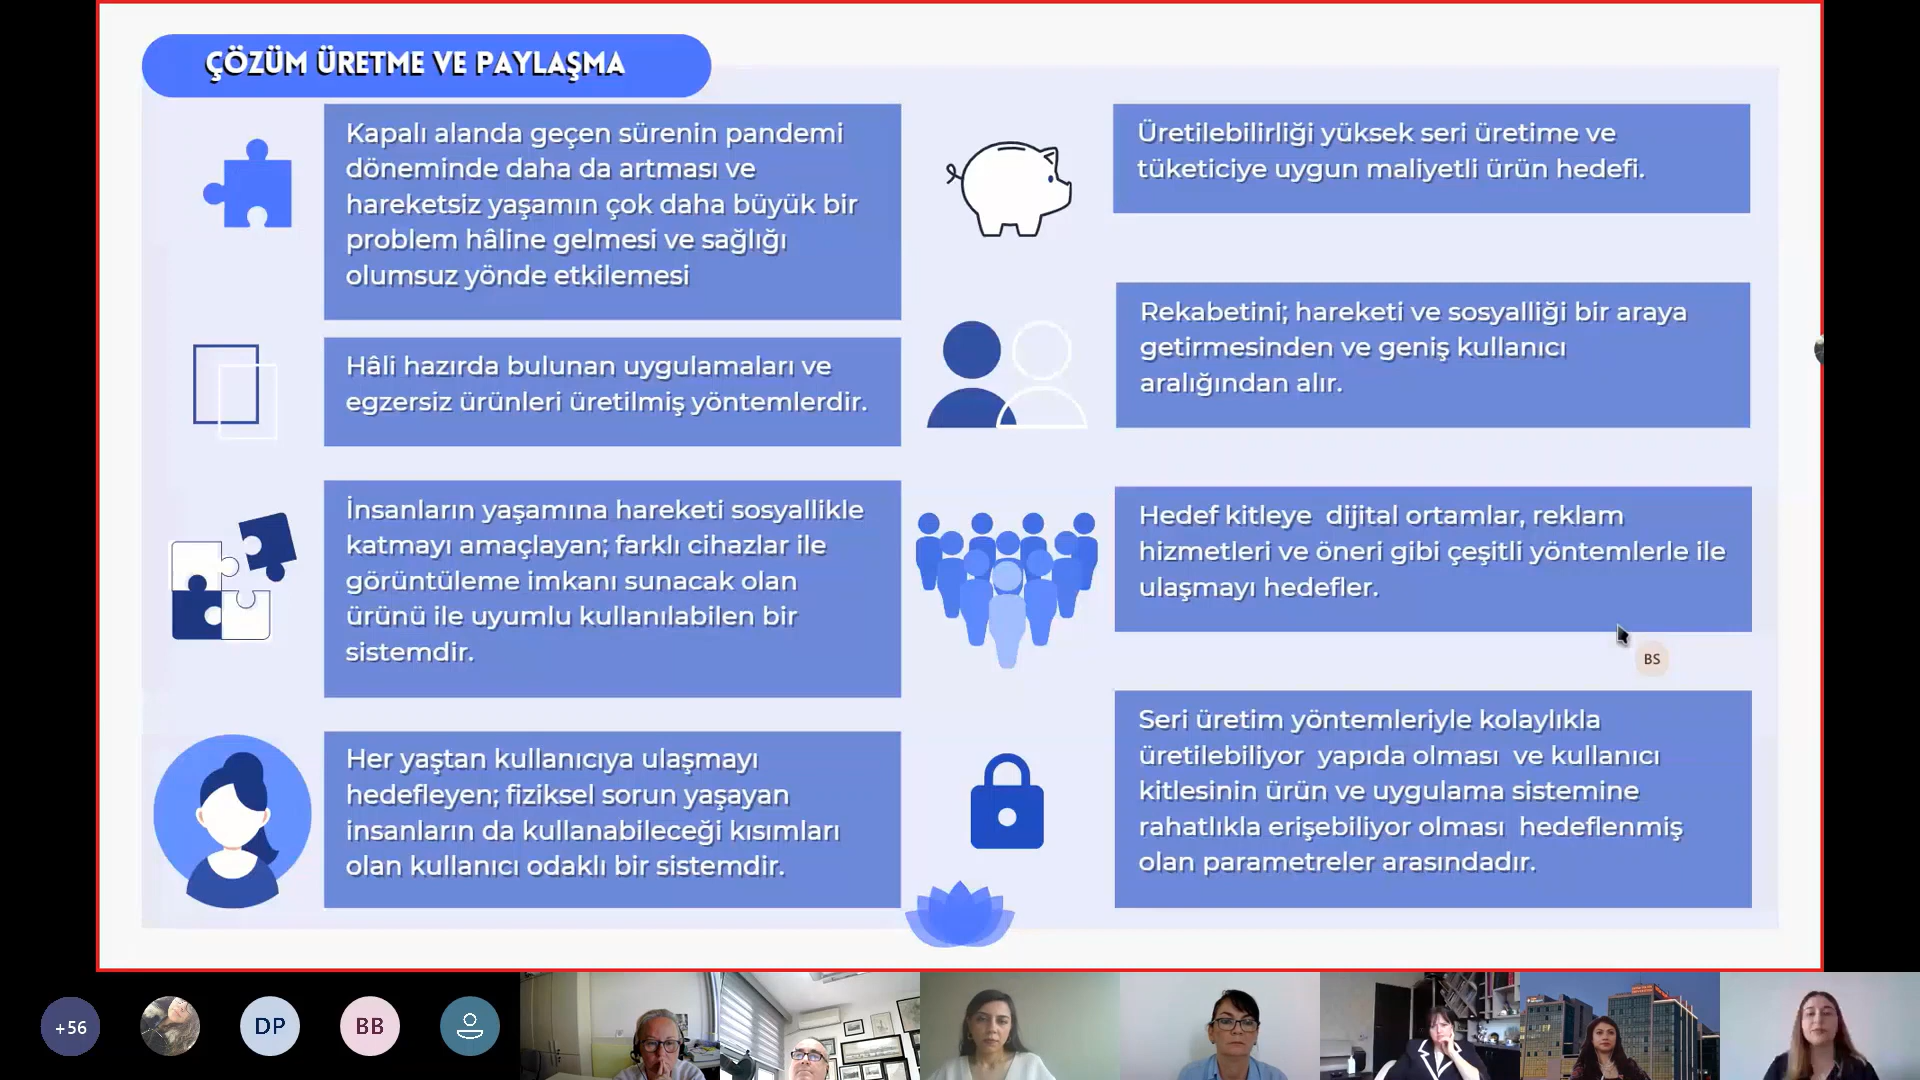 ÇÖZÜM ÜRETME VE PAYLAŞMA
Kapalı alanda geçen sürenin pandemi
döneminde daha da artması ve
hareketsiz yaşamın çok daha büyük bir
problem hâline gelmesi ve sağlığı
olumsuz yönde etkilemesi
Hâli hazırda bulunan uygulamaları ve
egzersiz ürünleri üretilmiş yöntemlerdir.
İnsanların yaşamına hareketi sosyallikle
katmayı amaçlayan; farklı cihazlar ile
görüntüleme imkanı sunacak olan
ürünü ile uyumlu kullanılabilen bir
sistemdir.
Her yaştan kullanıcıya ulaşmayı
hedefleyen; fiziksel sorun yaşayan
insanların da kullanabileceği kısımları
olan kullanıcı odaklı bir sistemdir.
Üretilebilirliği yüksek seri üretime ve
tüketiciye uygun maliyetli ürün hedefi.
Rekabetini; hareketi ve sosyalliği bir araya
getirmesinden ve geniş kullanıcı
aralığından alır.
Hedef kitleye dijital ortamlar, reklam
hizmetleri ve öneri gibi çeşitli yöntemlerle ile
ulaşmayı hedefler.
BS
Seri üretim yöntemleriyle kolaylıkla
üretilebiliyor yapıda olması ve kullanıcı
kitlesinin ürün ve uygulama sistemine
rahatlıkla erişebiliyor olması hedeflenmiş
olan parametreler arasındadır.
+56
DP
BB